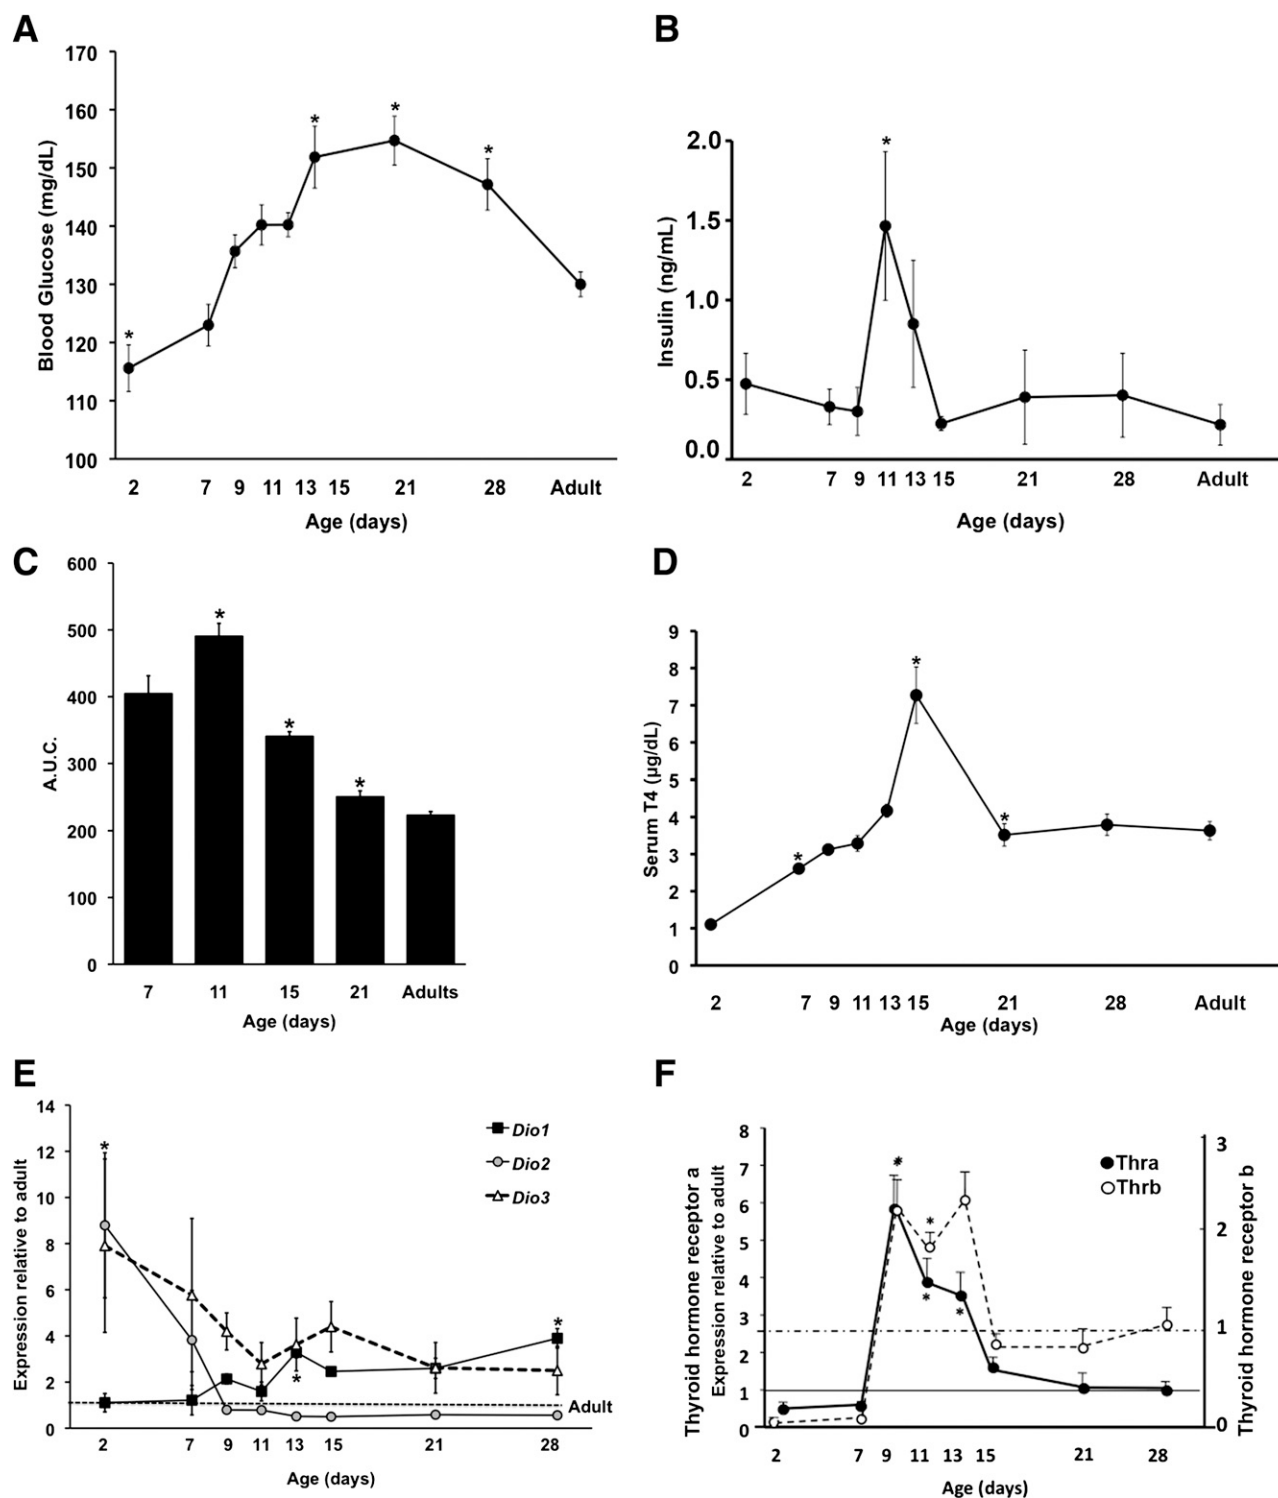 A
170
160
150
140
130
120
110
100
Blood Glucose (mg/dL)
* * * *
2 7 9 11 13 15 21 28 Adult
Age (days)
B
2.0
1.5
1.0
0.5
0.0
Insulin (ng/mL)
*
2 7 9 11 13 15 21 28 Adult
Age (days)
C
600
500
400
300
200
100
0
A.U.C.
* * *
7 11 15 21 Adults
Age (days)
D
9
8
7
6
5
4
3
2
1
0
Serum T4 (µg/dL)
* * *
2 7 9 11 13 15 21 28 Adult
Age (days)
E
14
12
10
8
6
4
2
0
Expression relative to adult
* * *
Dio1
Dio2
Dio3
Adult
2 7 9 11 13 15 21 28
Age (days)
F
8
7
6
5
4
3
2
1
0
Thyroid hormone receptor a
Expression relative to adult
* * * *
Thra
Thrb
3
2
1
0
Thyroid hormone receptor b
2 7 9 11 13 15 21 28
Age (days)